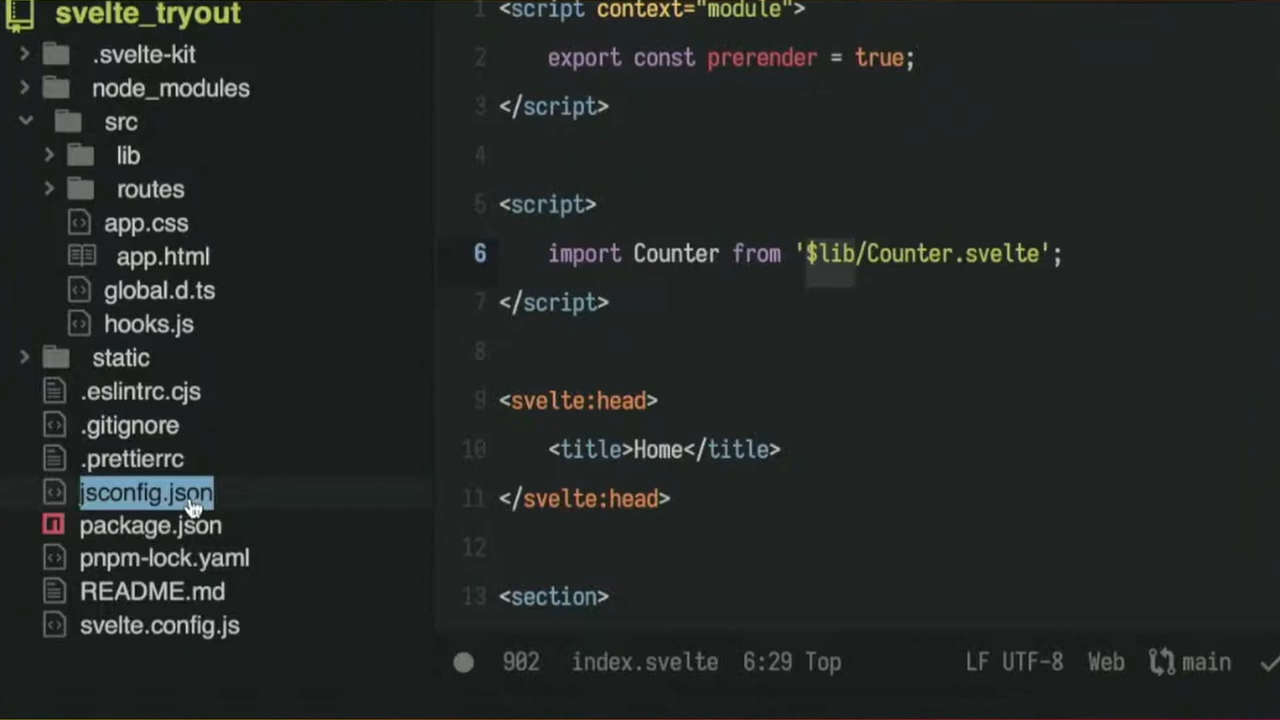 svelte_tryout
.svelte-kit
node_modules
src
lib
routes
app.css
app.html
global.d.ts
hooks.js
static
.eslintrc.cjs
.gitignore
.prettierrc
jsconfig.json
package.json
pnpm-lock.yaml
README.md
svelte.config.js
1 <script context="module">
2 export const prerender = true;
3 </script>
4
5 <script>
6 import Counter from '$lib/Counter.svelte';
7 </script>
8
9 <svelte:head>
10 <title>Home</title>
11 </svelte:head>
12
13 <section>
902 index.svelte 6:29 Top LF UTF-8 Web main